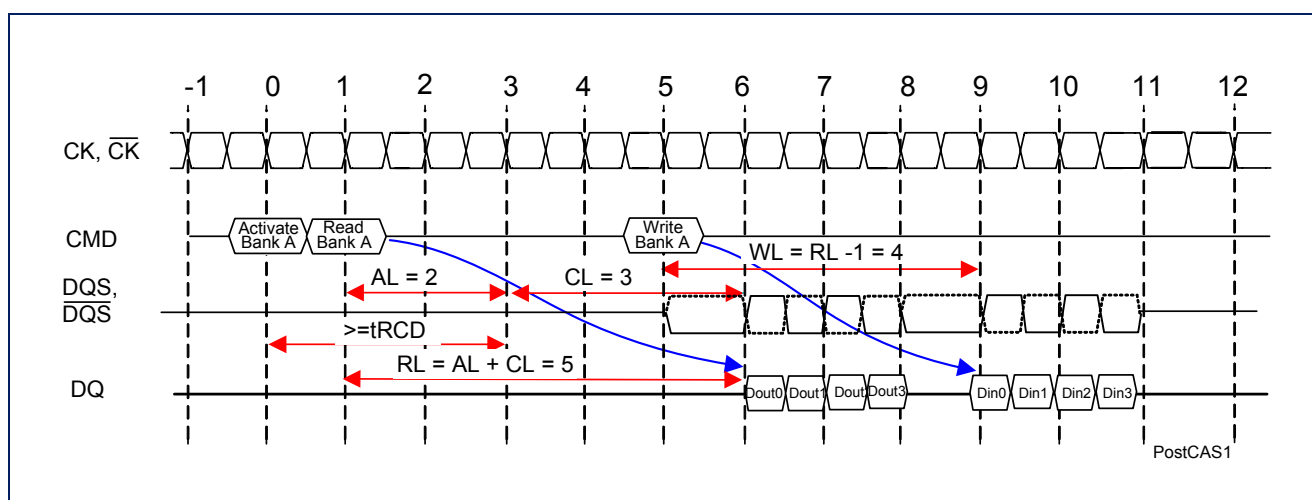 -1 0 1 2 3 4 5 6 7 8 9 10 11 12
CK, CK
CMD
Activate Bank A
Read Bank A
Write Bank A
WL = RL -1 = 4
AL = 2
CL = 3
DQS,
DQS
>=tRCD
RL = AL + CL = 5
DQ
Dout0 Dout1 Dout2 Dout3 Din0 Din1 Din2 Din3
PostCAS1